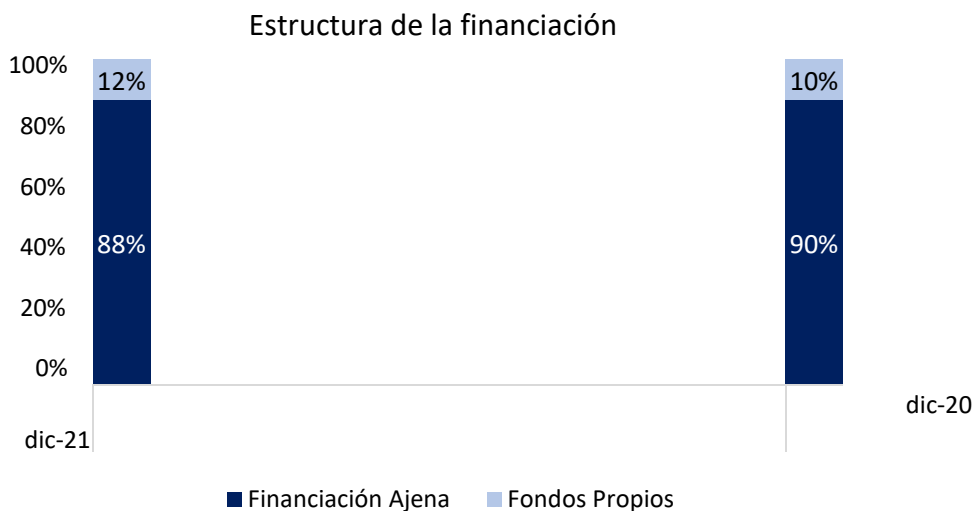 Estructura de la financiación
100%
12%
10%
80%
60%
40%
88%
90%
20%
0%
dic-20
dic-21
Financiación Ajena
Fondos Propios